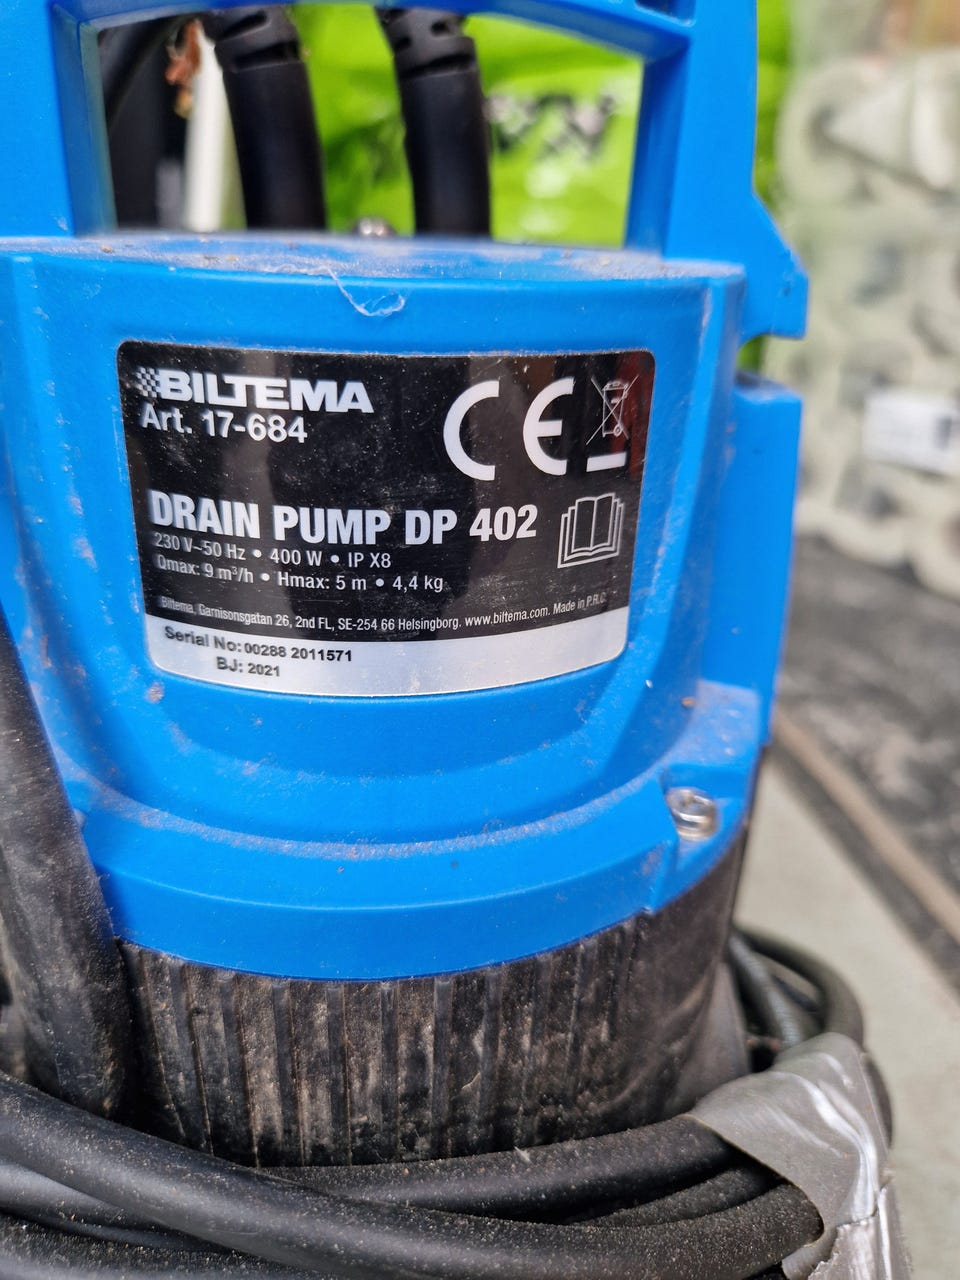 BILTEMA
Art. 17-684
CE
DRAIN PUMP DP 402
230 V~50 Hz • 400 W • IP X8
Qmax: 9 m³/h • Hmax: 5 m • 4,4 kg
Biltema, Garnisonsgatan 26, 2nd FL, SE-254 66 Helsingborg. www.biltema.com. Made in P.R.C.
Serial No: 00288 2011571
BJ: 2021